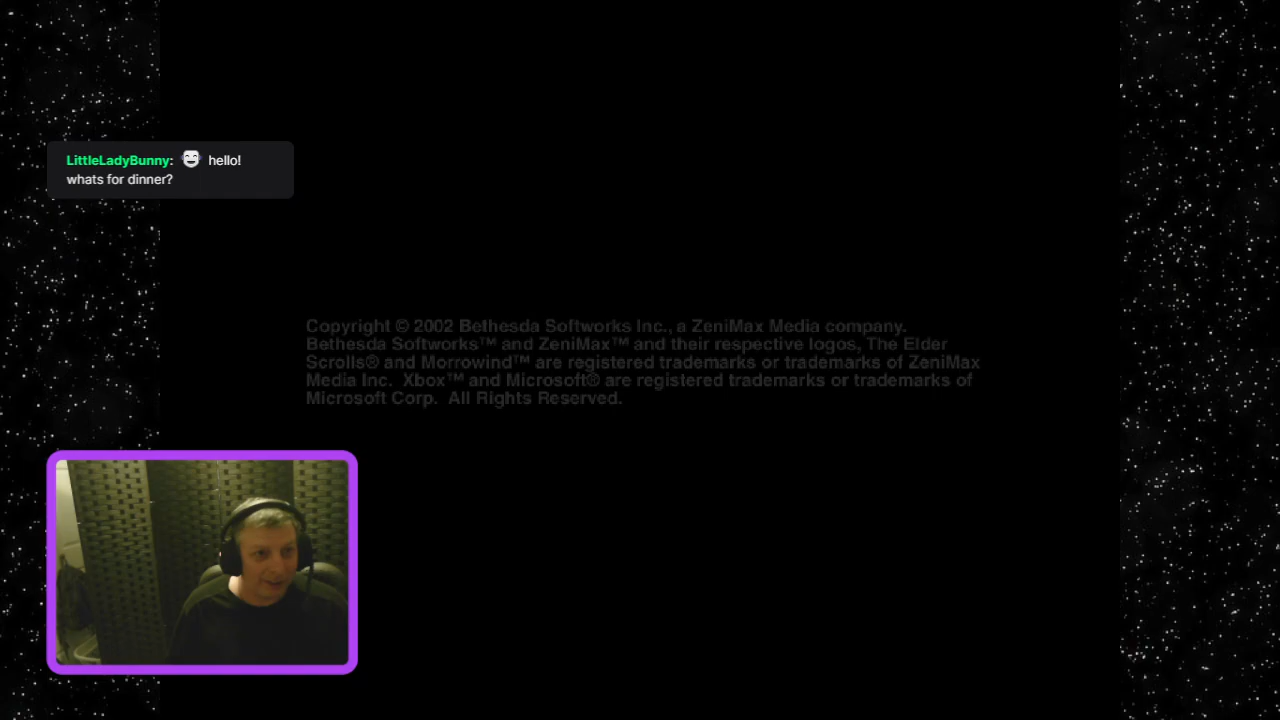 LittleLadyBunny: hello!
whats for dinner?
Copyright © 2002 Bethesda Softworks Inc., a ZeniMax Media company.
Bethesda Softworks™ and ZeniMax™ and their respective logos, The Elder
Scrolls® and Morrowind™ are registered trademarks or trademarks of ZeniMax
Media Inc.  Xbox™ and Microsoft® are registered trademarks or trademarks of
Microsoft Corp.  All Rights Reserved.